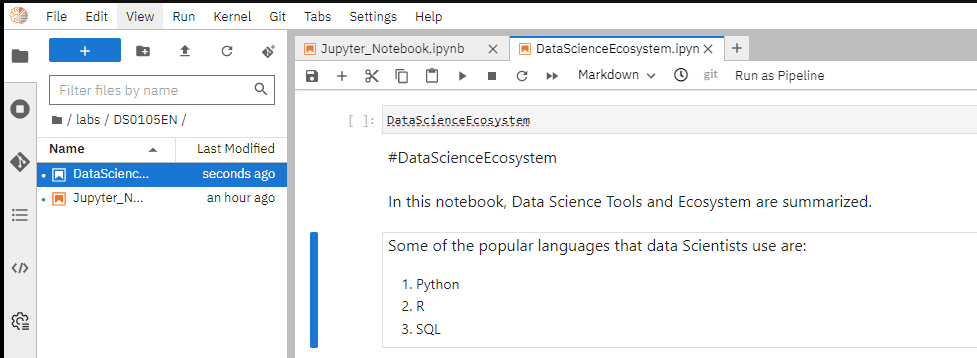 File Edit View Run Kernel Git Tabs Settings Help
Filter files by name
/ labs / DS0105EN /
Name Last Modified
DataScienc... seconds ago
Jupyter_N... an hour ago
Jupyter_Notebook.ipynb DataScienceEcosystem.ipyn
Markdown git Run as Pipeline
[ ]: DataScienceEcosystem
#DataScienceEcosystem
In this notebook, Data Science Tools and Ecosystem are summarized.
Some of the popular languages that data Scientists use are:
1. Python
2. R
3. SQL